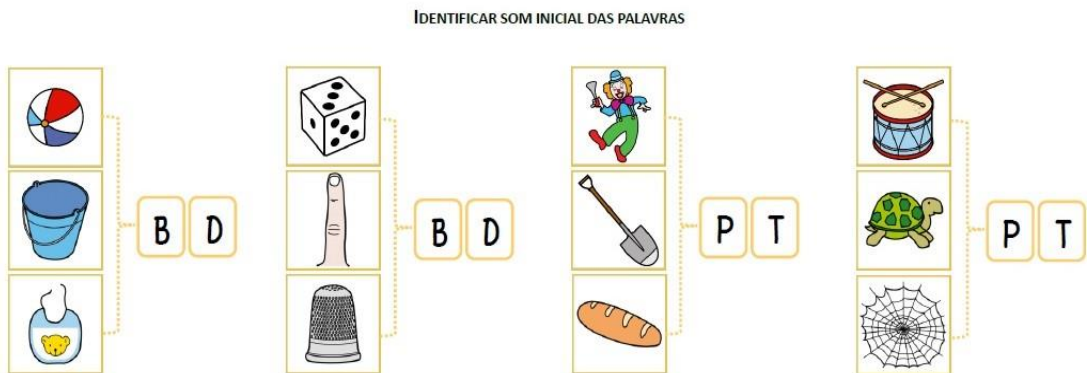 IDENTIFICAR SOM INICIAL DAS PALAVRAS
B D B D P T P T